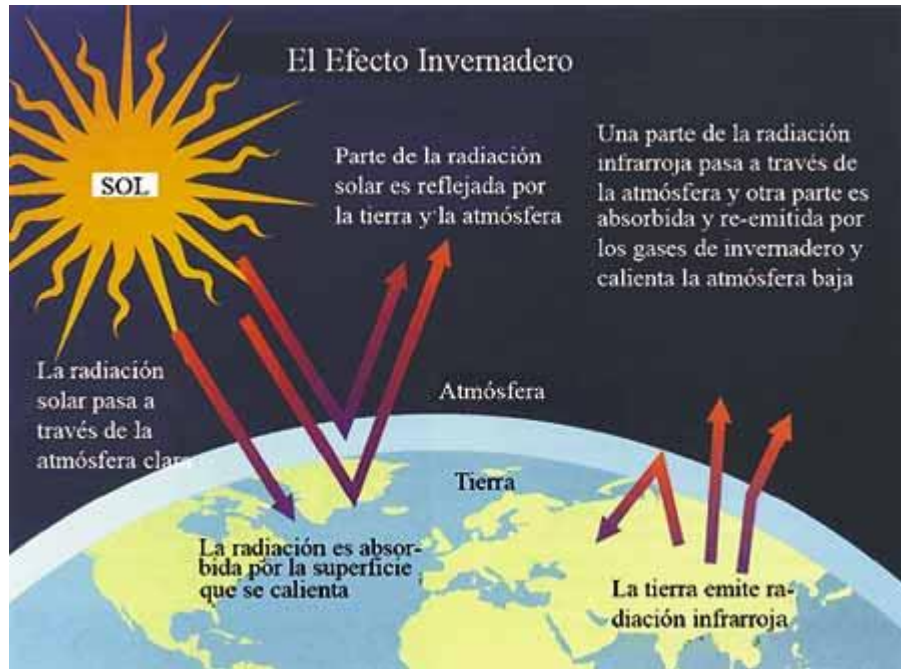 El Efecto Invernadero
SOL
Parte de la radiación
solar es reflejada por
la tierra y la atmósfera
Una parte de la radiación
infrarroja pasa a través de
la atmósfera y otra parte es
absorbida y re-emitida por
los gases de invernadero y
calienta la atmósfera baja
La radiación
solar pasa a
través de la
atmósfera clara
Atmósfera
Tierra
La radiación es absor-
bida por la superficie
que se calienta
La tierra emite ra-
diación infrarroja